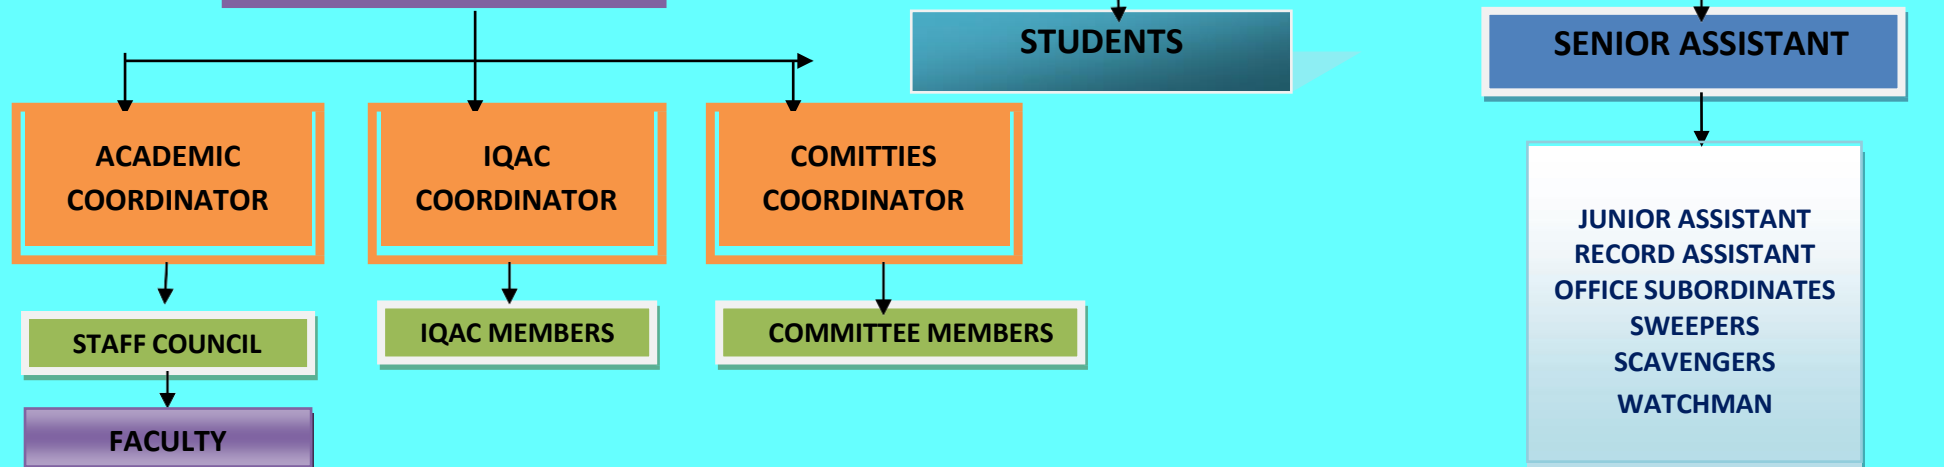 STUDENTS
SENIOR ASSISTANT
ACADEMIC
COORDINATOR
IQAC
COORDINATOR
COMITTIES
COORDINATOR
JUNIOR ASSISTANT
RECORD ASSISTANT
OFFICE SUBORDINATES
SWEEPERS
SCAVENGERS
WATCHMAN
STAFF COUNCIL
IQAC MEMBERS
COMMITTEE MEMBERS
FACULTY